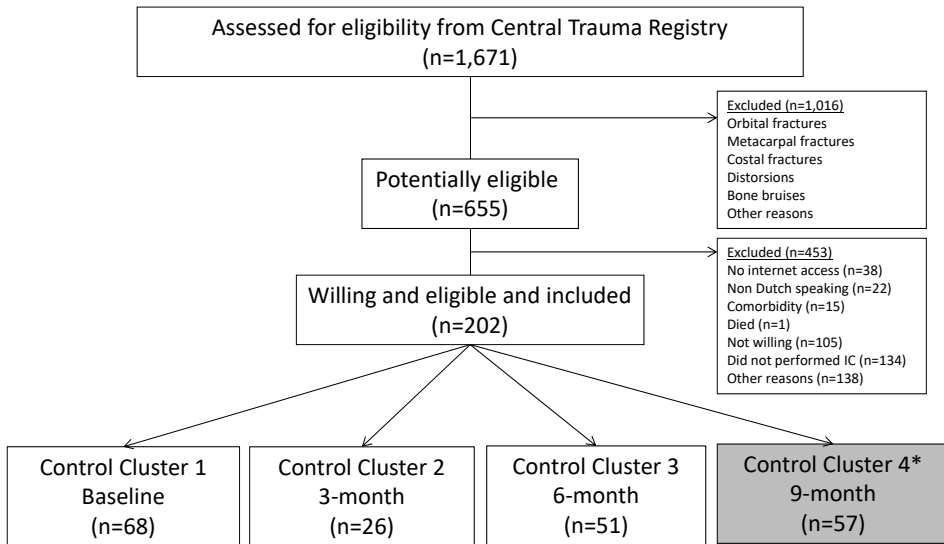 Assessed for eligibility from Central Trauma Registry
(n=1,671)
Excluded (n=1,016)
Orbital fractures
Metacarpal fractures
Costal fractures
Distorsions
Bone bruises
Other reasons
Potentially eligible
(n=655)
Excluded (n=453)
No internet access (n=38)
Non Dutch speaking (n=22)
Comorbidity (n=15)
Died (n=1)
Not willing (n=105)
Did not performed IC (n=134)
Other reasons (n=138)
Willing and eligible and included
(n=202)
Control Cluster 1
Baseline
(n=68)
Control Cluster 2
3-month
(n=26)
Control Cluster 3
6-month
(n=51)
Control Cluster 4*
9-month
(n=57)